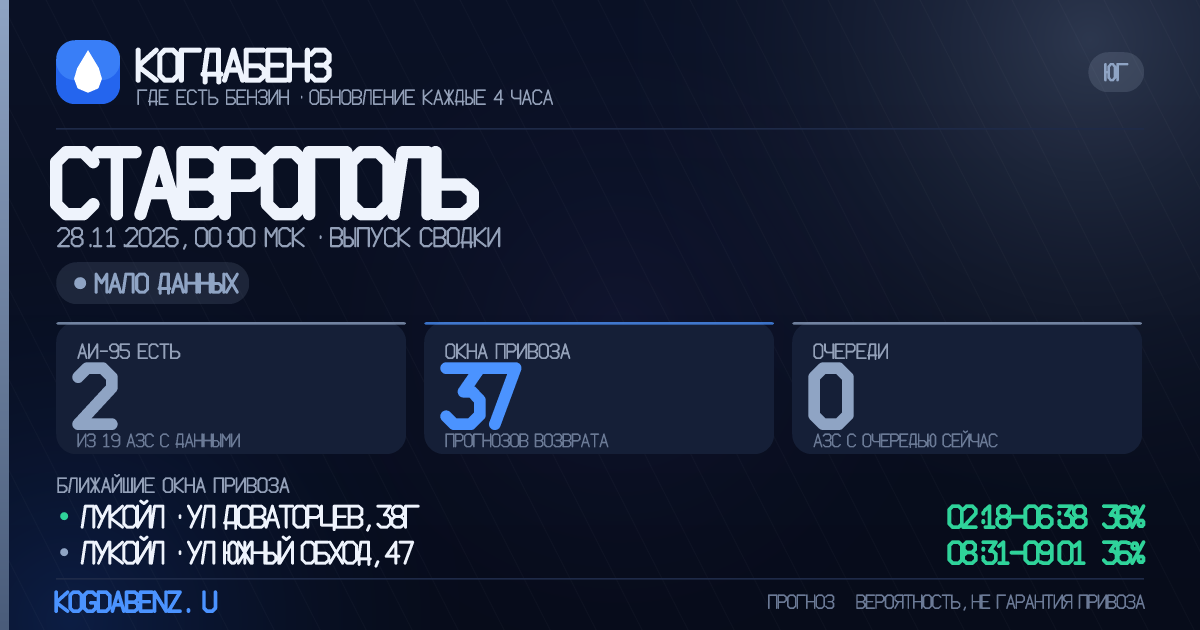 КОГДАБЕНЗ
ГДЕ ЕСТЬ БЕНЗИН · ОБНОВЛЕНИЕ КАЖДЫЕ 4 ЧАСА
ЮГ
СТАВРОПОЛЬ
28.11.2026, 00:00 МСК · ВЫПУСК СВОДКИ
МАЛО ДАННЫХ
АИ-95 ЕСТЬ
2
ИЗ 19 АЗС С ДАННЫМИ
ОКНА ПРИВОЗА
37
ПРОГНОЗОВ ВОЗВРАТА
ОЧЕРЕДИ
0
АЗС С ОЧЕРЕДЬЮ СЕЙЧАС
БЛИЖАЙШИЕ ОКНА ПРИВОЗА
ЛУКОЙЛ · УЛ ДОВАТОРЦЕВ, 38Г 02:18–06:38 36%
ЛУКОЙЛ · УЛ ЮЖНЫЙ ОБХОД, 47 08:31–09:01 36%
KOGDABENZ. U
ПРОГНОЗ ВЕРОЯТНОСТЬ, НЕ ГАРАНТИЯ ПРИВОЗА